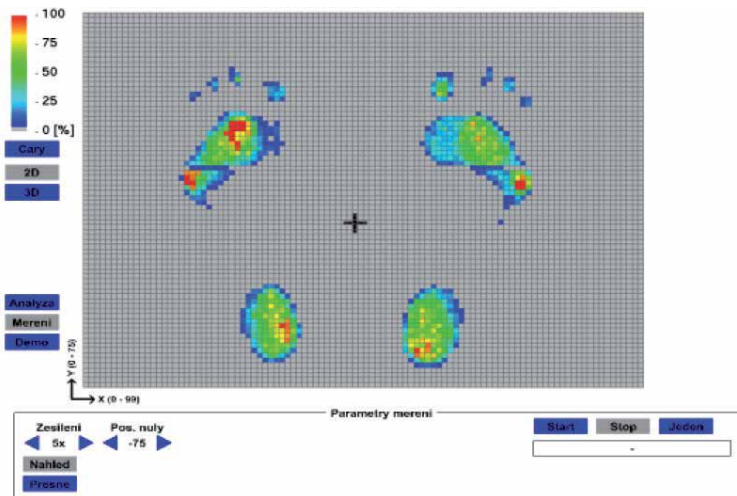 100
75
50
25
0 [%]
Cary
2D
3D
Analyza
Mereni
Demo
Y (0 - 75)
X (0 - 99)
Parametry mereni
Zesileni
Pos. nuly
5x
-75
Nahled
Presne
Start
Stop
Jeden
-